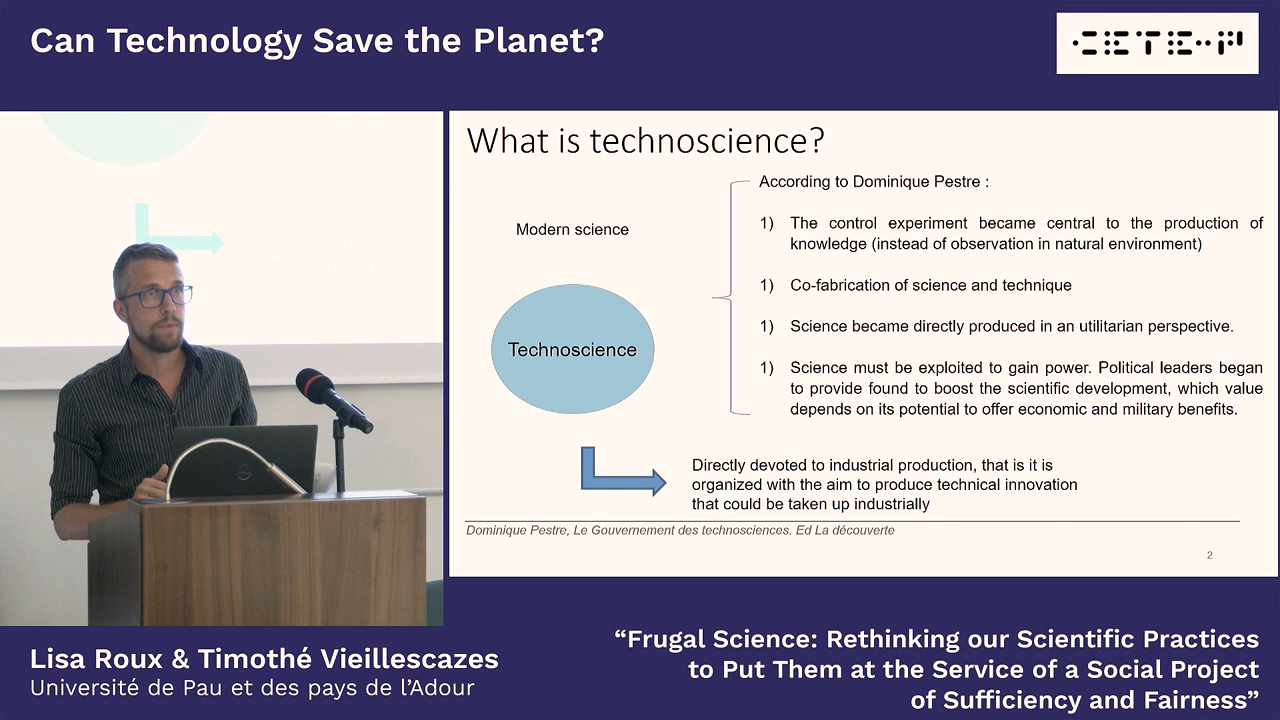 Can Technology Save the Planet?
CETE-P
What is technoscience?
According to Dominique Pestre :
Modern science
1) The control experiment became central to the production of
knowledge (instead of observation in natural environment)
1) Co-fabrication of science and technique
Technoscience
1) Science became directly produced in an utilitarian perspective.
1) Science must be exploited to gain power. Political leaders began
to provide found to boost the scientific development, which value
depends on its potential to offer economic and military benefits.
Directly devoted to industrial production, that is it is
organized with the aim to produce technical innovation
that could be taken up industrially
Dominique Pestre, Le Gouvernement des technosciences. Ed La découverte
2
Lisa Roux & Timothé Vieillescazes
Université de Pau et des pays de l’Adour
“Frugal Science: Rethinking our Scientific Practices
to Put Them at the Service of a Social Project
of Sufficiency and Fairness”